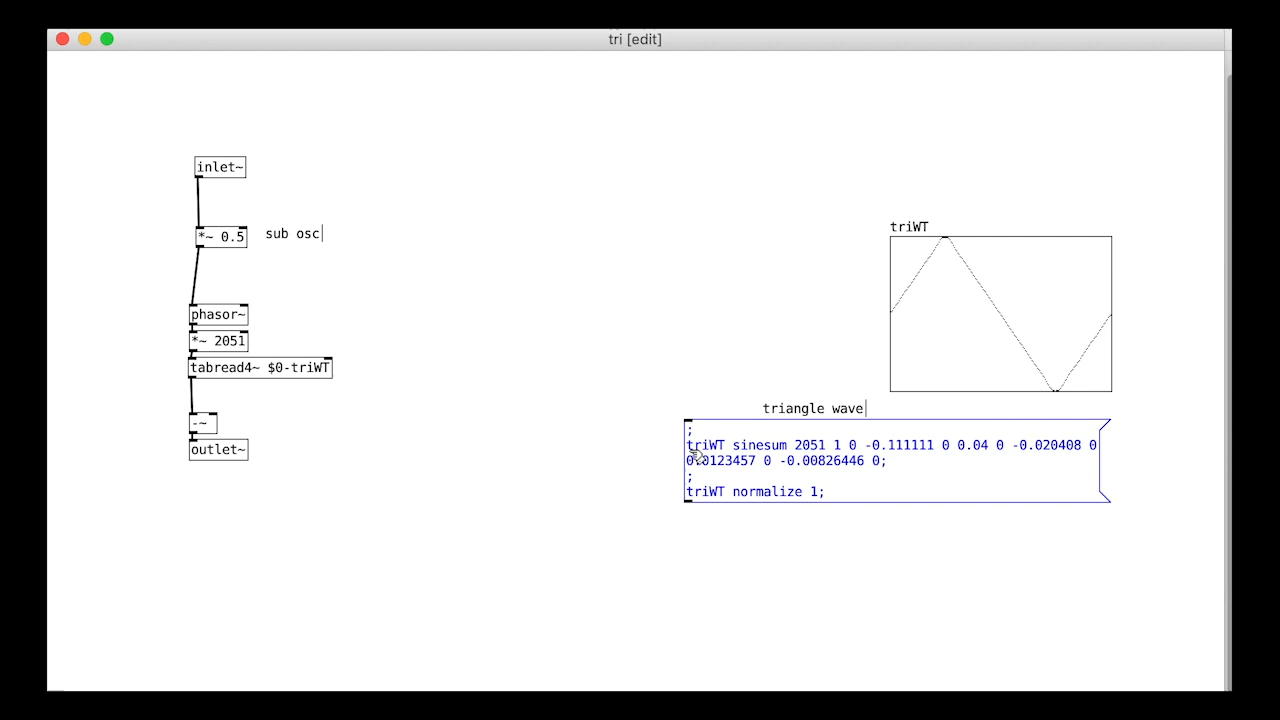 tri [edit]
inlet~
*~ 0.5
sub osc
phasor~
*~ 2051
tabread4~ $0-triWT
-~
outlet~
triWT
triangle wave
;
triWT sinesum 2051 1 0 -0.111111 0 0.04 0 -0.020408 0
0.0123457 0 -0.00826446 0;
;
triWT normalize 1;